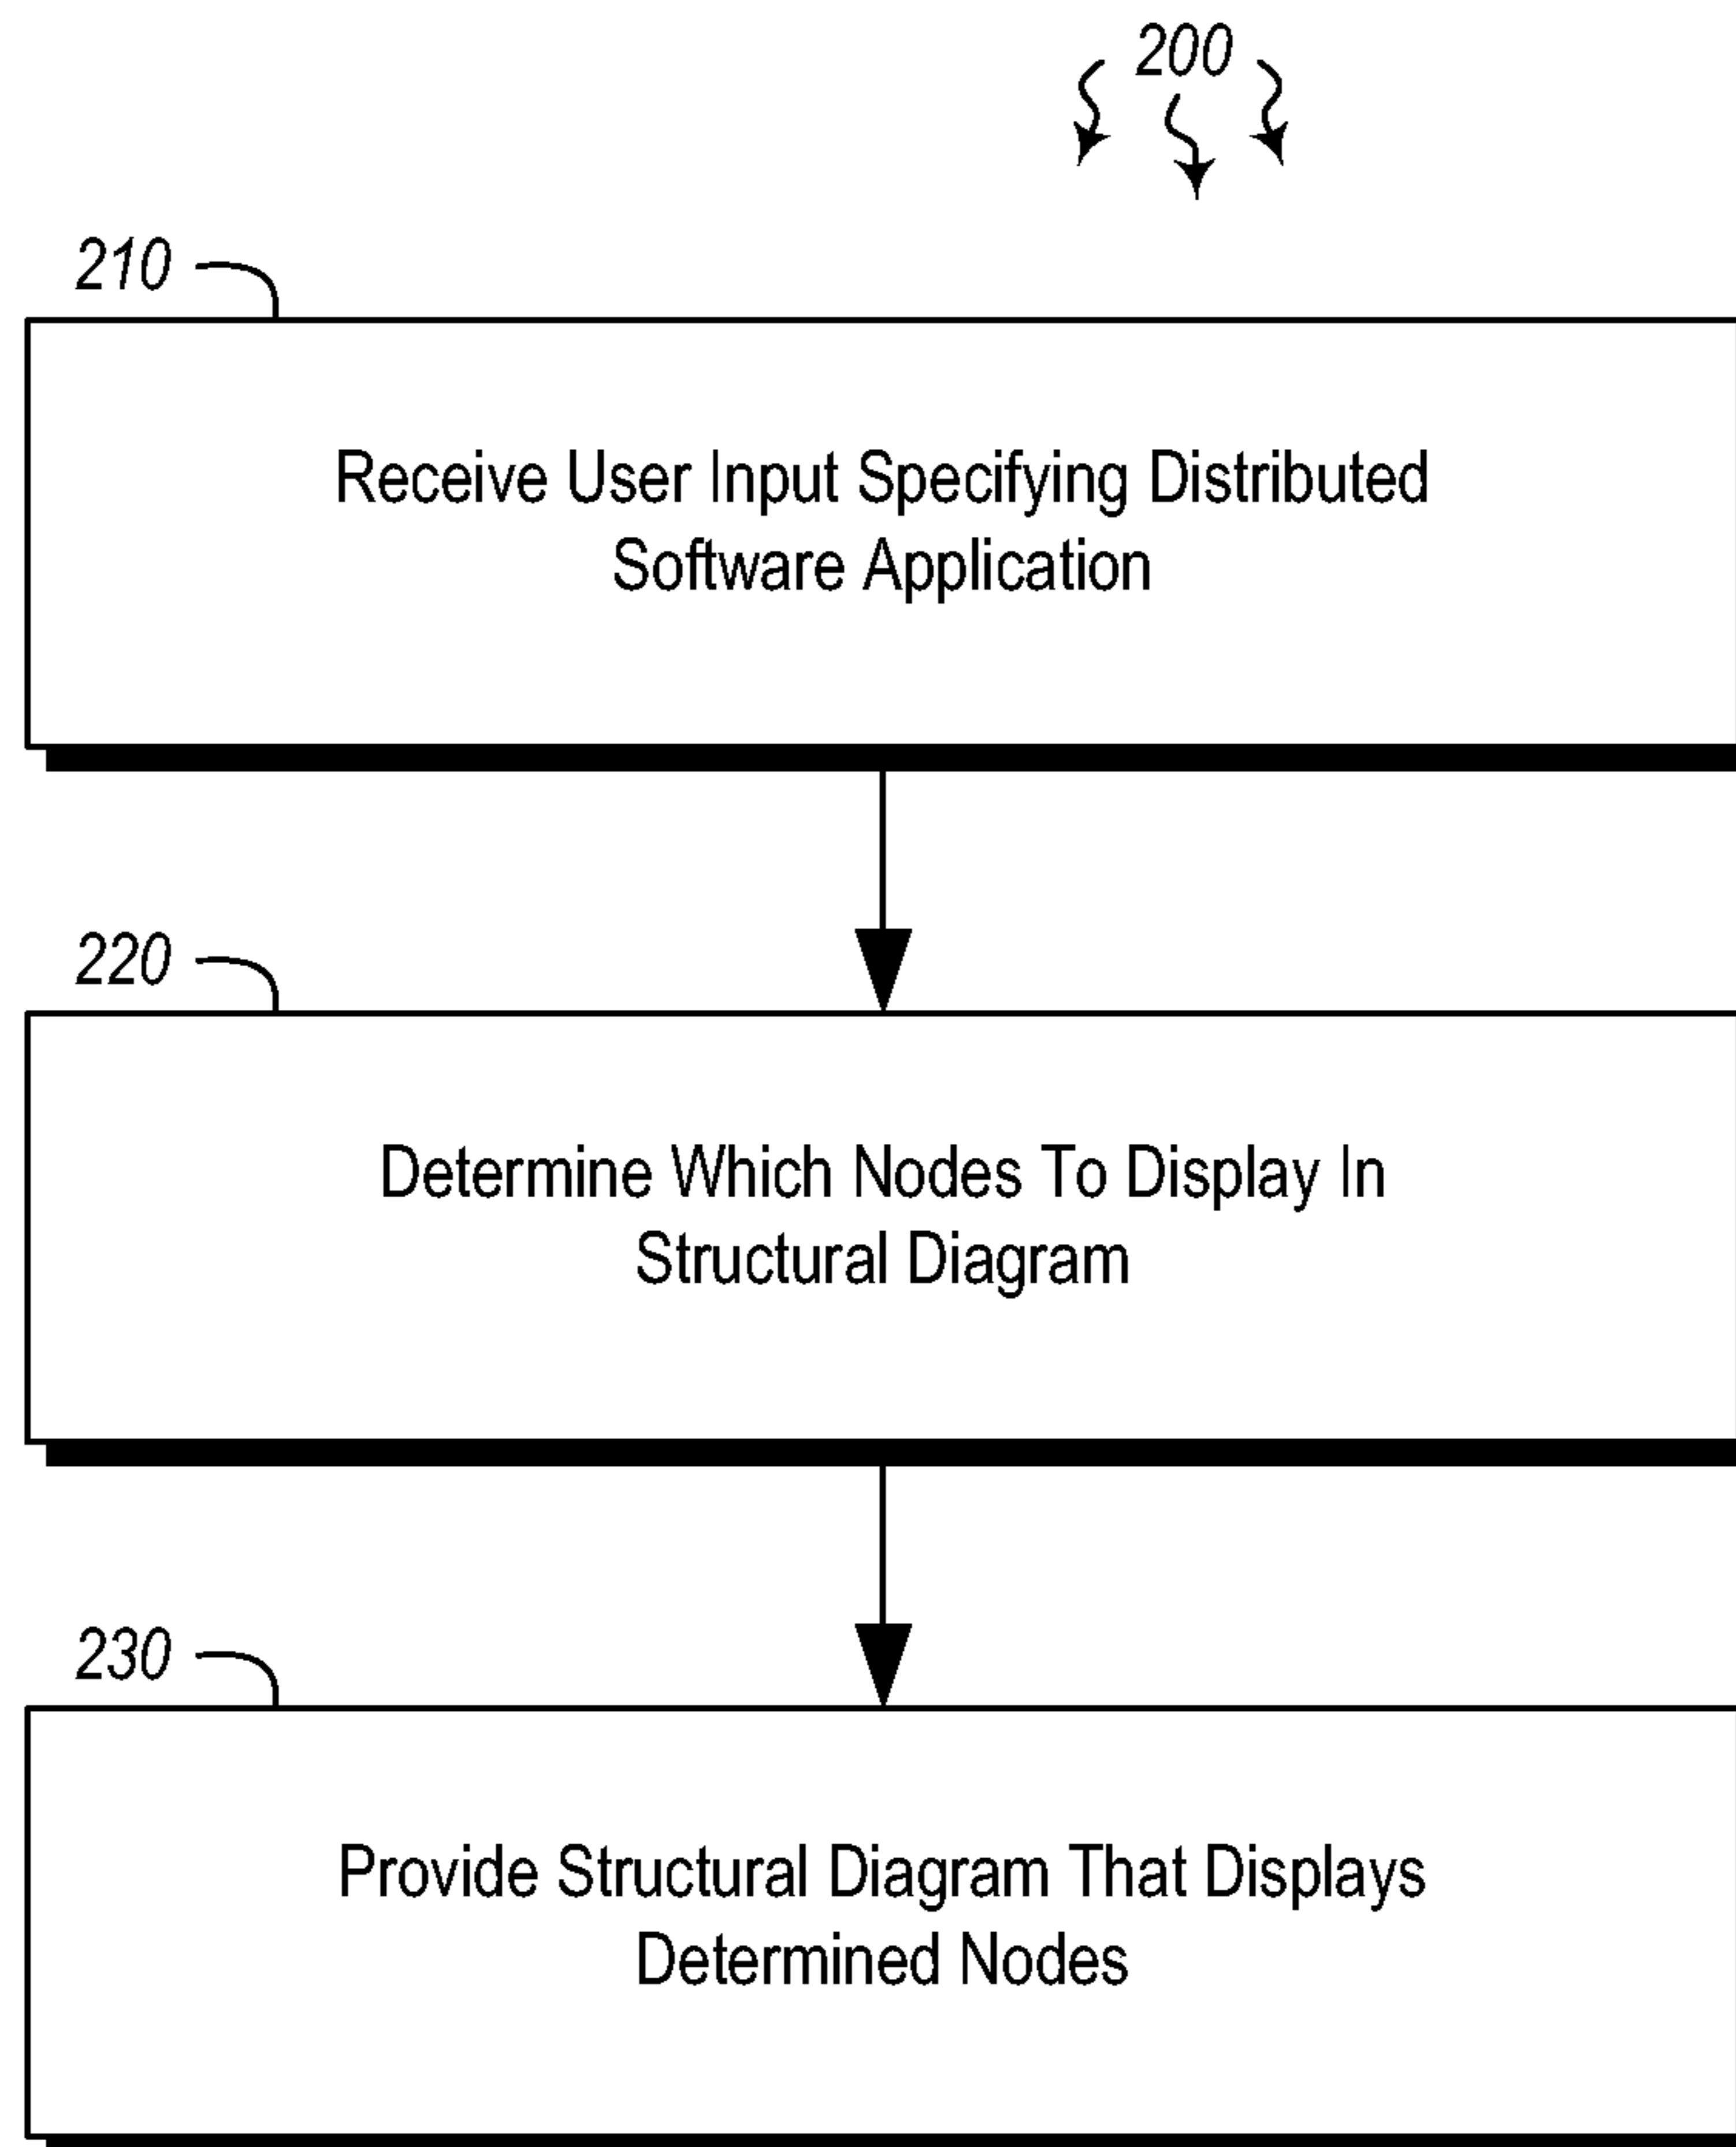 200
210
Receive User Input Specifying Distributed
Software Application
220
Determine Which Nodes To Display In
Structural Diagram
230
Provide Structural Diagram That Displays
Determined Nodes